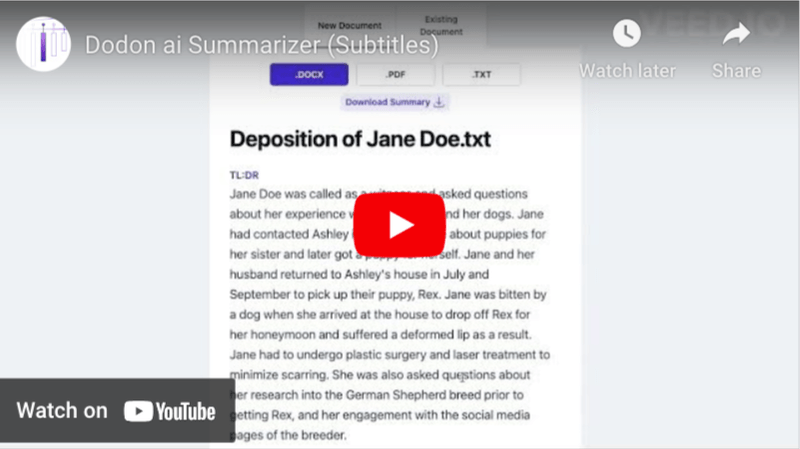 New Document
Existing
Document
VEED.IO
Dodon ai Summarizer (Subtitles)
Watch later
Share
.DOCX
.PDF
.TXT
Download Summary
Deposition of Jane Doe.txt
TL:DR
Jane Doe was called as a witness and asked questions
about her experience w nd her dogs. Jane
had contacted Ashley about puppies for
her sister and later got a puppy for herself. Jane and her
husband returned to Ashley's house in July and
September to pick up their puppy, Rex. Jane was bitten by
a dog when she arrived at the house to drop off Rex for
her honeymoon and suffered a deformed lip as a result.
Jane had to undergo plastic surgery and laser treatment to
minimize scarring. She was also asked questions about
her research into the German Shepherd breed prior to
getting Rex, and her engagement with the social media
pages of the breeder.
Watch on YouTube